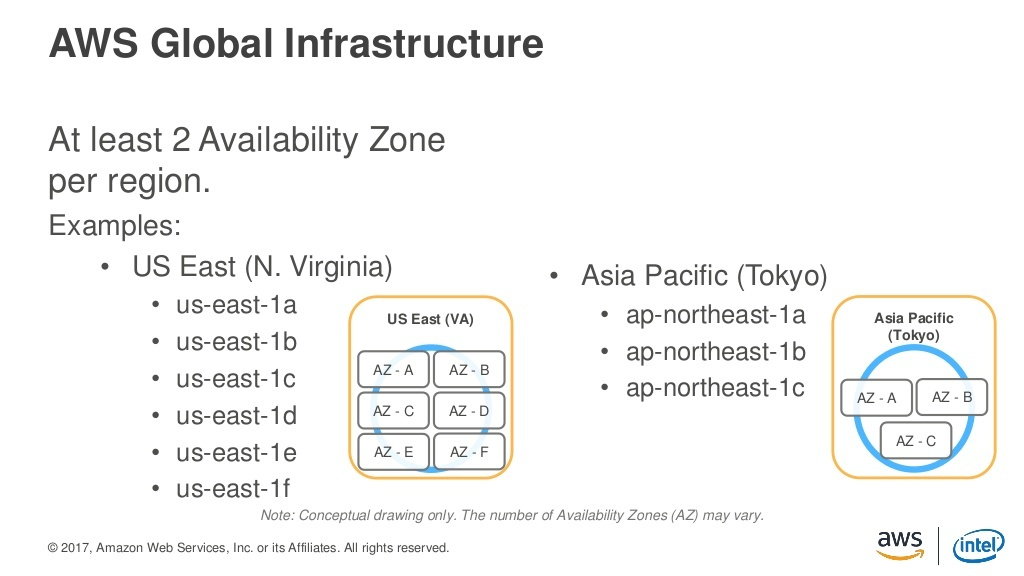 AWS Global Infrastructure
At least 2 Availability Zone
per region.
Examples:
• US East (N. Virginia)
• us-east-1a
• us-east-1b
• us-east-1c
• us-east-1d
• us-east-1e
• us-east-1f
US East (VA)
AZ - A
AZ - B
AZ - C
AZ - D
AZ - E
AZ - F
• Asia Pacific (Tokyo)
• ap-northeast-1a
• ap-northeast-1b
• ap-northeast-1c
Asia Pacific
(Tokyo)
AZ - A
AZ - B
AZ - C
Note: Conceptual drawing only. The number of Availability Zones (AZ) may vary.
© 2017, Amazon Web Services, Inc. or its Affiliates. All rights reserved.
aws
intel